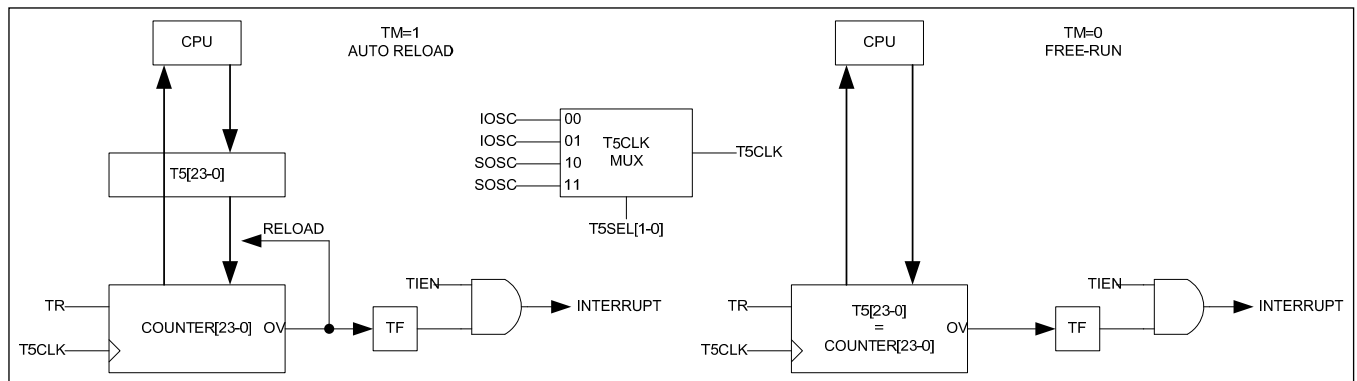 CPU
TM=1
AUTO RELOAD
T5[23-0]
RELOAD
TR
T5CLK
COUNTER[23-0]
OV
TF
TIEN
INTERRUPT
IOSC
00
IOSC
01
SOSC
10
SOSC
11
T5CLK
MUX
T5CLK
T5SEL[1-0]
CPU
TM=0
FREE-RUN
TR
T5CLK
T5[23-0]
=
COUNTER[23-0]
OV
TF
TIEN
INTERRUPT